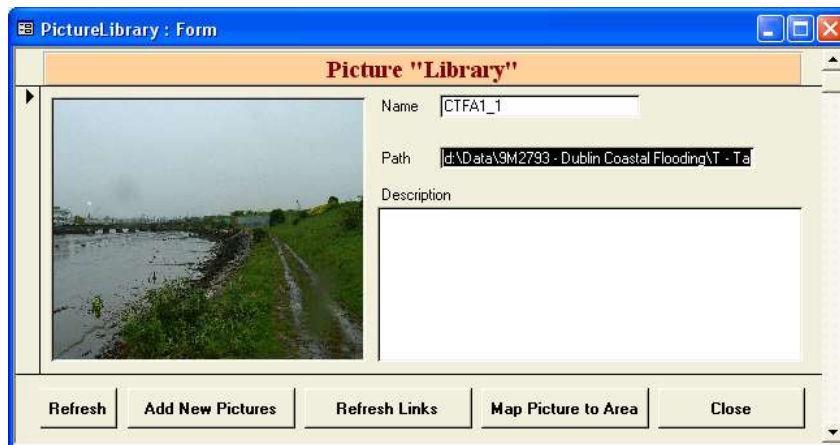 PictureLibrary : Form
Picture "Library"
Name CTFA1_1
Path d:\Data\9M2793 - Dublin Coastal Flooding\T - Ta
Description
Refresh Add New Pictures Refresh Links Map Picture to Area Close